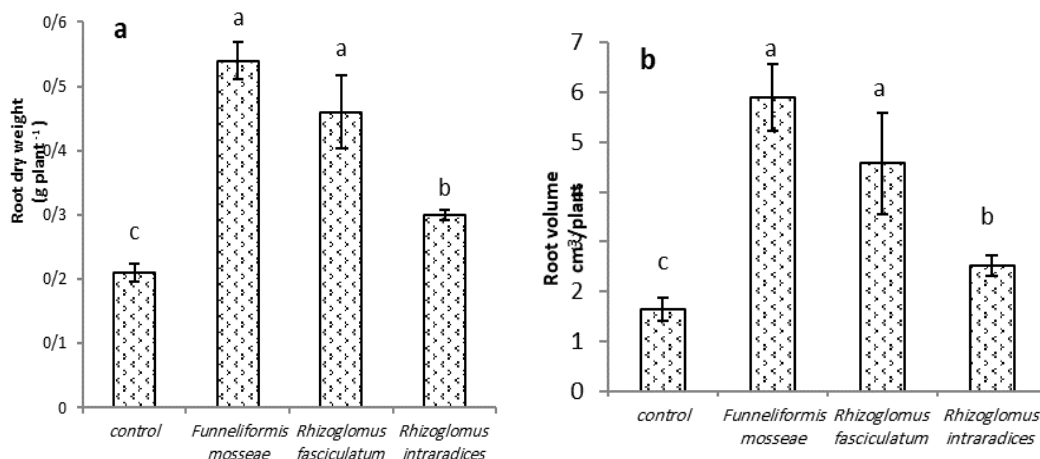 a
Root dry weight
(g plant⁻¹)
0/6
0/5
0/4
0/3
0/2
0/1
0
c
a
a
b
control
Funneliformis
mosseae
Rhizoglomus
fasciculatum
Rhizoglomus
intraradices
b
Root volume
cm³/plant
7
6
5
2
1
0
c
a
a
b
control
Funneliformis
mosseae
Rhizoglomus
fasciculatum
Rhizoglomus
intraradices